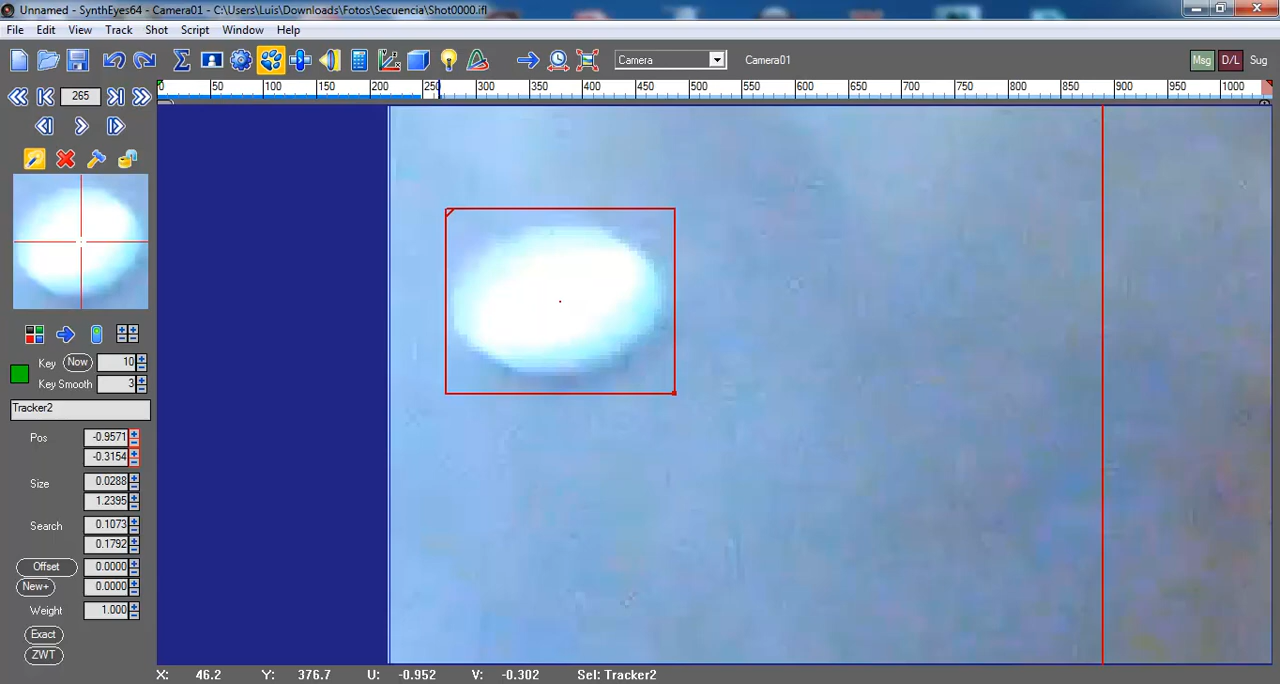 Unnamed - SynthEyes64 - Camera01 - C:\Users\Luis\Downloads\Fotos\Secuencia\Shot0000.ifl
File Edit View Track Shot Script Window Help
Camera Camera01 Msg D/L Sug
0 50 100 150 200 250 300 350 400 450 500 550 600 650 700 750 800 850 900 950 1000
265
Key Now 10
Key Smooth 3
Tracker2
Pos -0.9571
-0.3154
Size 0.0288
1.2395
Search 0.1073
0.1792
Offset 0.0000
New+ 0.0000
Weight 1.000
Exact
ZWT
X: 46.2 Y: 376.7 U: -0.952 V: -0.302 Sel: Tracker2